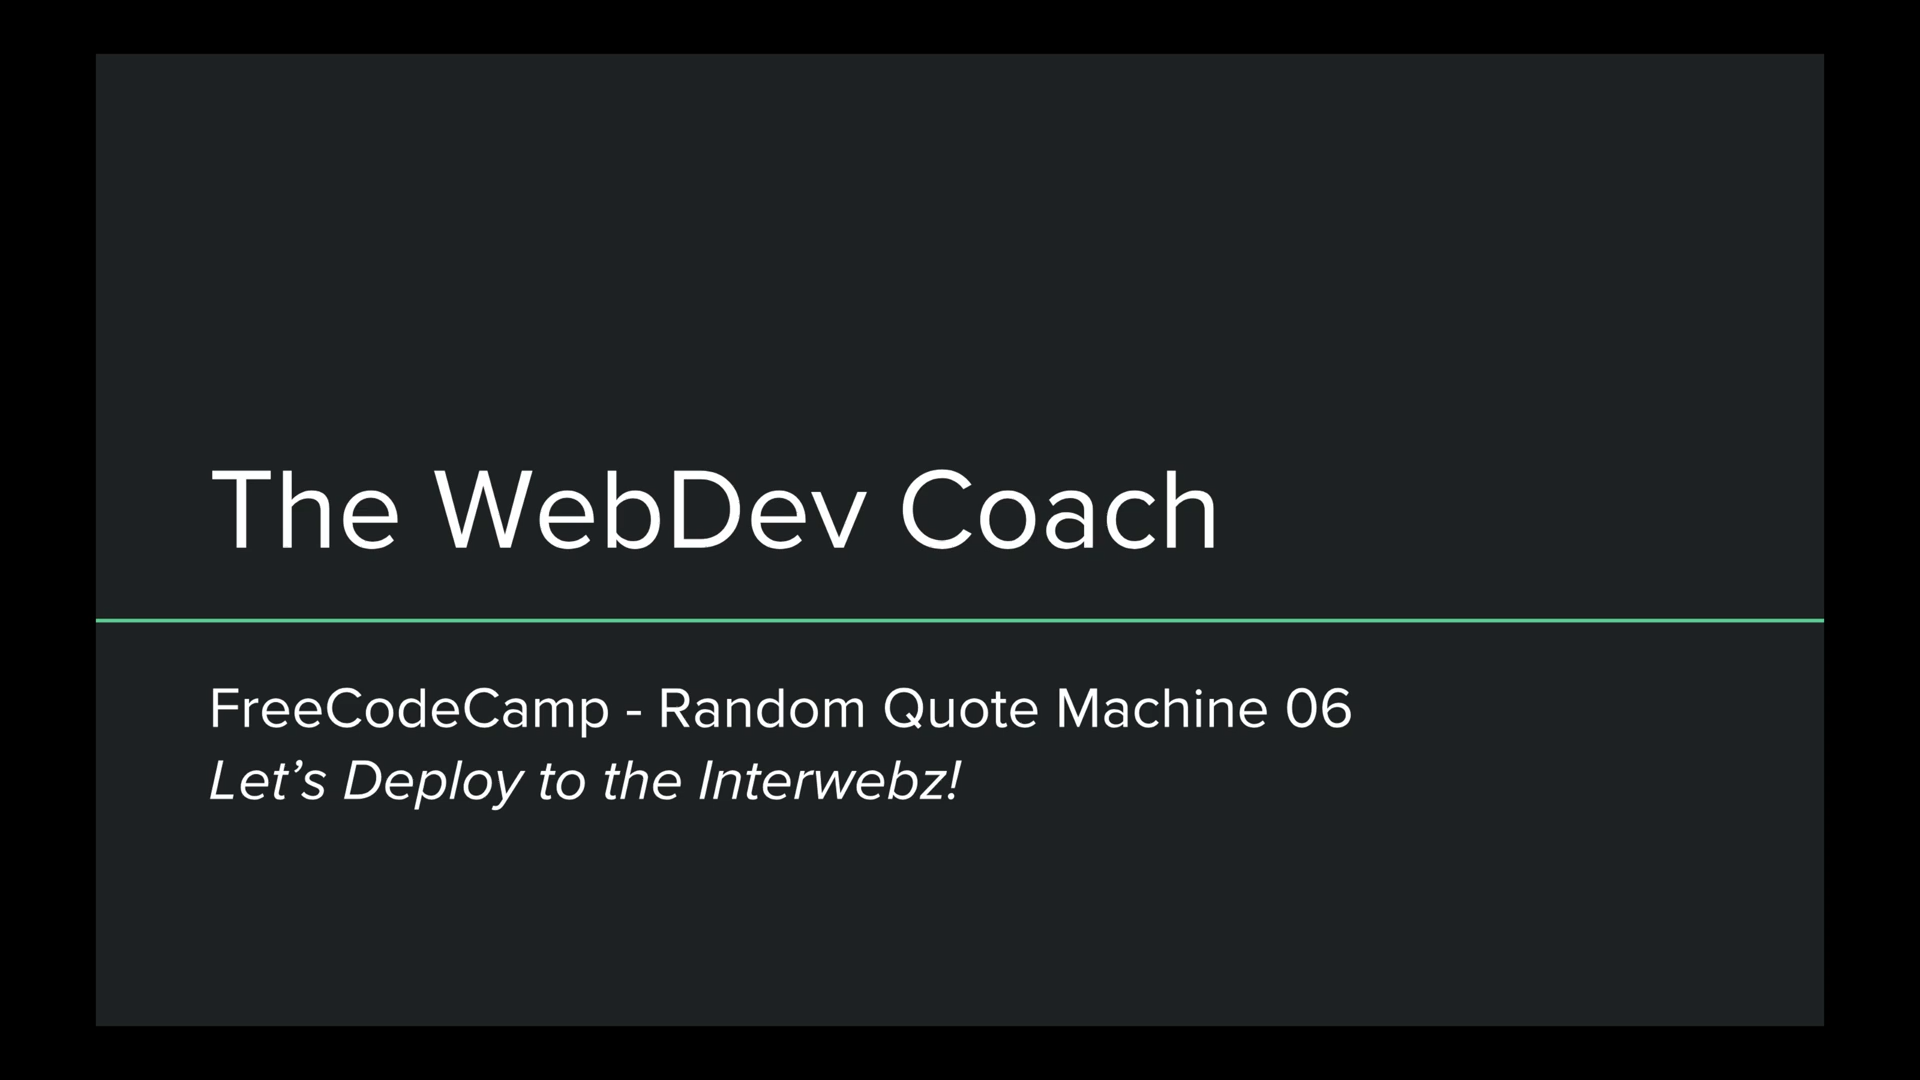 The WebDev Coach
FreeCodeCamp - Random Quote Machine 06
Let’s Deploy to the Interwebz!